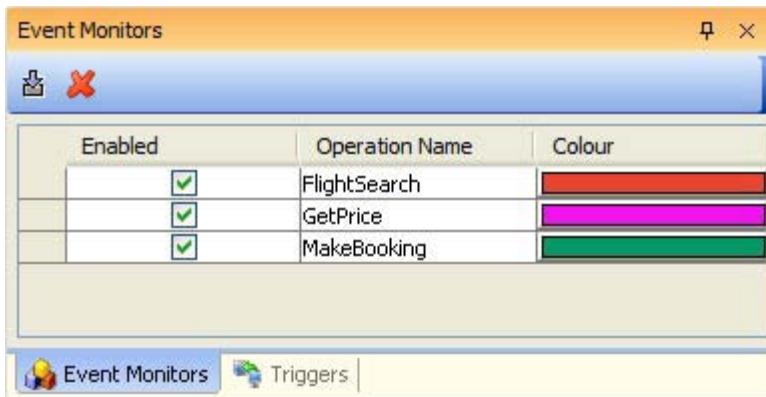 Event Monitors
Enabled Operation Name Colour
FlightSearch
GetPrice
MakeBooking
Event Monitors Triggers